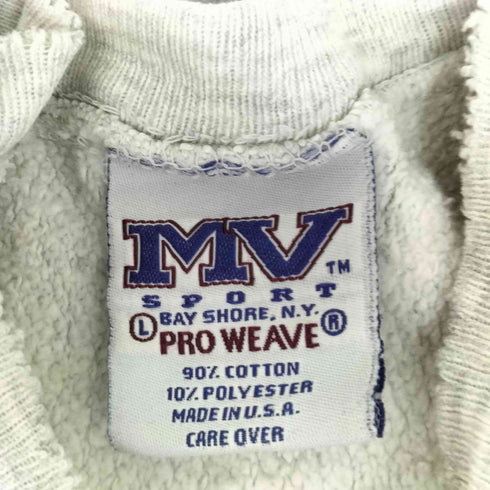 MV™
SPORT
BAY SHORE, N.Y.
Ⓛ PRO WEAVE®
90% COTTON
10% POLYESTER
MADE IN U.S.A.
CARE OVER